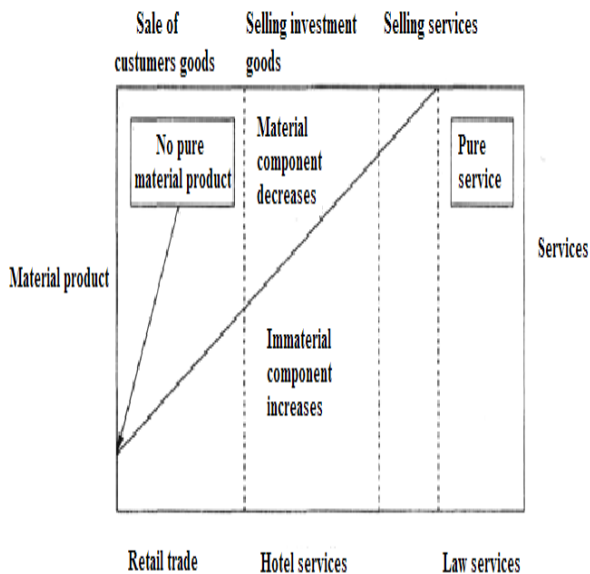 Sale of
custumers goods
Selling investment
goods
Selling services
No pure
material product
Material
component
decreases
Pure
service
Material product
Services
Immaterial
component
increases
Retail trade
Hotel services
Law services